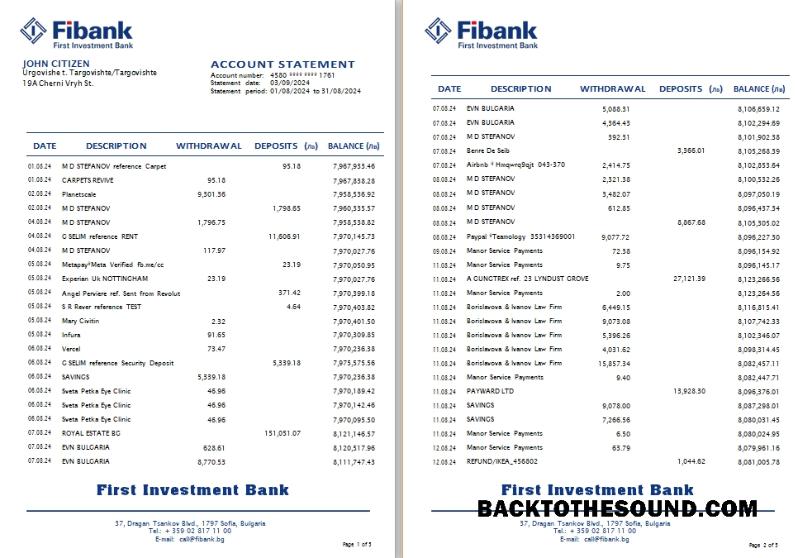 Fibank
First Investment Bank
JOHN CITIZEN
Urgovishe t. Targovishte/Targovishte
19A Cherni Vryh St.
ACCOUNT STATEMENT
Account number: 4580 **** **** 1761
Statement date: 03/09/2024
Statement period: 01/08/2024 to 31/08/2024
DATE DESCRIPTION WITHDRAWAL DEPOSITS (лв) BALANCE (лв)
01.08.24 M D STEFANOV reference Carpet 95.18 7,967,933.46
01.08.24 CARPETS REVIVE 95.18 7,967,838.28
02.08.24 Planetscale 9,301.36 7,958,536.92
02.08.24 M D STEFANOV 1,798.65 7,960,335.57
04.08.24 M D STEFANOV 1,796.75 7,958,538.82
04.08.24 G SELIM reference RENT 11,606.91 7,970,145.73
04.08.24 M D STEFANOV 117.97 7,970,027.76
05.08.24 Metapay*Meta Verified fb.me/cc 23.19 7,970,050.95
05.08.24 Experian Uk NOTTINGHAM 23.19 7,970,027.76
05.08.24 Angel Perviere ref. Sent from Revolut 371.42 7,970,399.18
05.08.24 S R Rever reference TEST 4.64 7,970,403.82
05.08.24 Mary Civitin 2.32 7,970,401.50
05.08.24 Infura 91.65 7,970,309.85
06.08.24 Vercel 73.47 7,970,236.38
06.08.24 G SELIM reference Security Deposit 5,339.18 7,975,575.56
06.08.24 SAVINGS 5,339.18 7,970,236.38
06.08.24 Sveta Petka Eye Clinic 46.96 7,970,189.42
06.08.24 Sveta Petka Eye Clinic 46.96 7,970,142.46
06.08.24 Sveta Petka Eye Clinic 46.96 7,970,095.50
07.08.24 ROYAL ESTATE BG 151,051.07 8,121,146.57
07.08.24 EVN BULGARIA 628.61 8,120,517.96
07.08.24 EVN BULGARIA 8,770.53 8,111,747.43
First Investment Bank
37, Dragan Tsankov Blvd., 1797 Sofia, Bulgaria
Tel.: + 359 02 817 11 00
E-mail: call@fibank.bg
Page 1 of 5
Fibank
First Investment Bank
DATE DESCRIPTION WITHDRAWAL DEPOSITS (лв) BALANCE (лв)
07.08.24 EVN BULGARIA 5,088.31 8,106,659.12
07.08.24 EVN BULGARIA 4,364.43 8,102,294.69
07.08.24 M D STEFANOV 392.31 8,101,902.38
07.08.24 Benre De Seib 3,366.01 8,105,268.39
07.08.24 Airbnb * Hmqwrq9qjt 043-370 2,414.75 8,102,853.64
08.08.24 M D STEFANOV 2,321.38 8,100,532.26
08.08.24 M D STEFANOV 3,482.07 8,097,050.19
08.08.24 M D STEFANOV 612.85 8,096,437.34
08.08.24 M D STEFANOV 8,867.68 8,105,305.02
08.08.24 Paypal *Teamology 35314369001 9,077.72 8,096,227.30
09.08.24 Manor Service Payments 72.38 8,096,154.92
09.08.24 Manor Service Payments 9.75 8,096,145.17
11.08.24 A GUNGTREX ref. 23 LYNDUST GROVE 27,121.39 8,123,266.56
11.08.24 Manor Service Payments 2.00 8,123,264.56
11.08.24 Borislavova & Ivanov Law Firm 6,449.15 8,116,815.41
11.08.24 Borislavova & Ivanov Law Firm 9,073.08 8,107,742.33
11.08.24 Borislavova & Ivanov Law Firm 5,396.26 8,102,346.07
11.08.24 Borislavova & Ivanov Law Firm 4,031.62 8,098,314.45
11.08.24 Borislavova & Ivanov Law Firm 15,857.34 8,082,457.11
11.08.24 Manor Service Payments 9.40 8,082,447.71
11.08.24 PAYWARD LTD 13,928.30 8,096,376.01
11.08.24 SAVINGS 9,078.00 8,087,298.01
11.08.24 SAVINGS 7,266.56 8,080,031.45
11.08.24 Manor Service Payments 6.50 8,080,024.95
12.08.24 Manor Service Payments 63.79 8,079,961.16
12.08.24 REFUND/IKEA_456802 1,044.62 8,081,005.78
First Investment Bank
BACKTOTHESOUND.COM
37, Dragan Tsankov Blvd., 1797 Sofia, Bulgaria
Tel.: + 359 02 817 11 00
E-mail: call@fibank.bg
Page 2 of 5